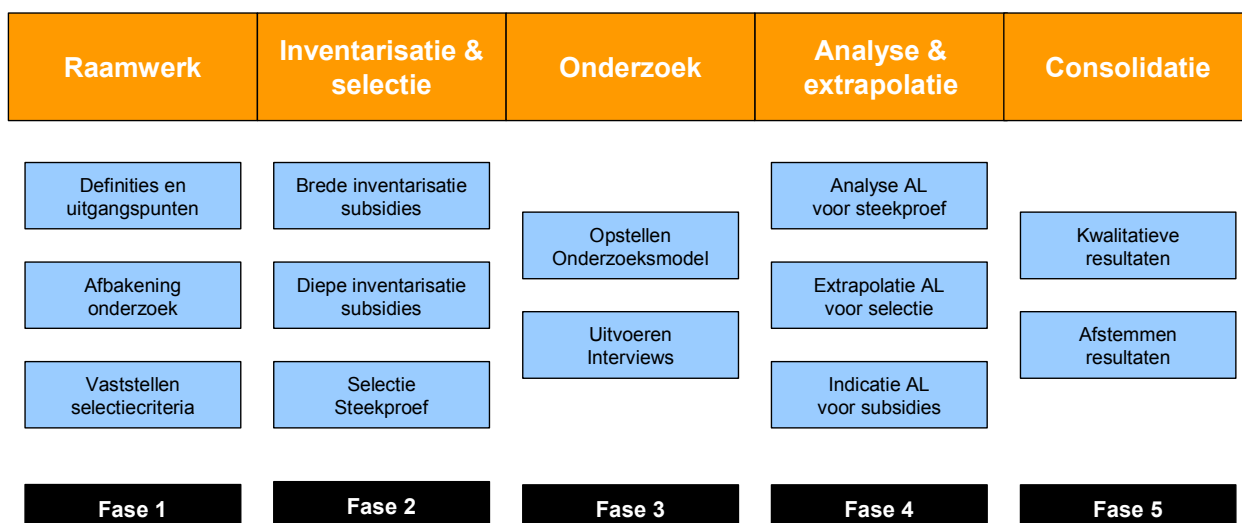 Raamwerk
Inventarisatie &
selectie
Onderzoek
Analyse &
extrapolatie
Consolidatie
Definities en
uitgangspunten
Afbakening
onderzoek
Vaststellen
selectiecriteria
Brede inventarisatie
subsidies
Diepe inventarisatie
subsidies
Selectie
Steekproef
Opstellen
Onderzoeksmodel
Uitvoeren
Interviews
Analyse AL
voor steekproef
Extrapolatie AL
voor selectie
Indicatie AL
voor subsidies
Kwalitatieve
resultaten
Afstemmen
resultaten
Fase 1
Fase 2
Fase 3
Fase 4
Fase 5